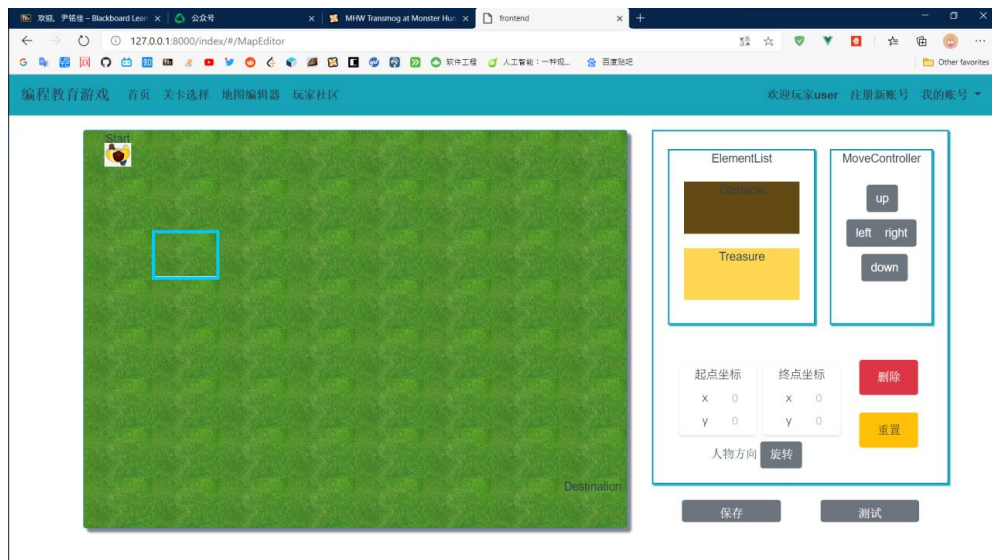 欢迎, 尹铭佳 – Blackboard Lear
公众号
MHW Transmog at Monster Hun
frontend
127.0.0.1:8000/index/#/MapEditor
软件工程
人工智能:一种现...
百度贴吧
Other favorites
编程教育游戏 首页 关卡选择 地图编辑器 玩家社区
欢迎玩家user 注册新账号 我的账号
Start
Destination
ElementList
Obstacle
Treasure
MoveController
up
left right
down
起点坐标 终点坐标
x 0 x 0
y 0 y 0
删除
重置
人物方向 旋转
保存 测试